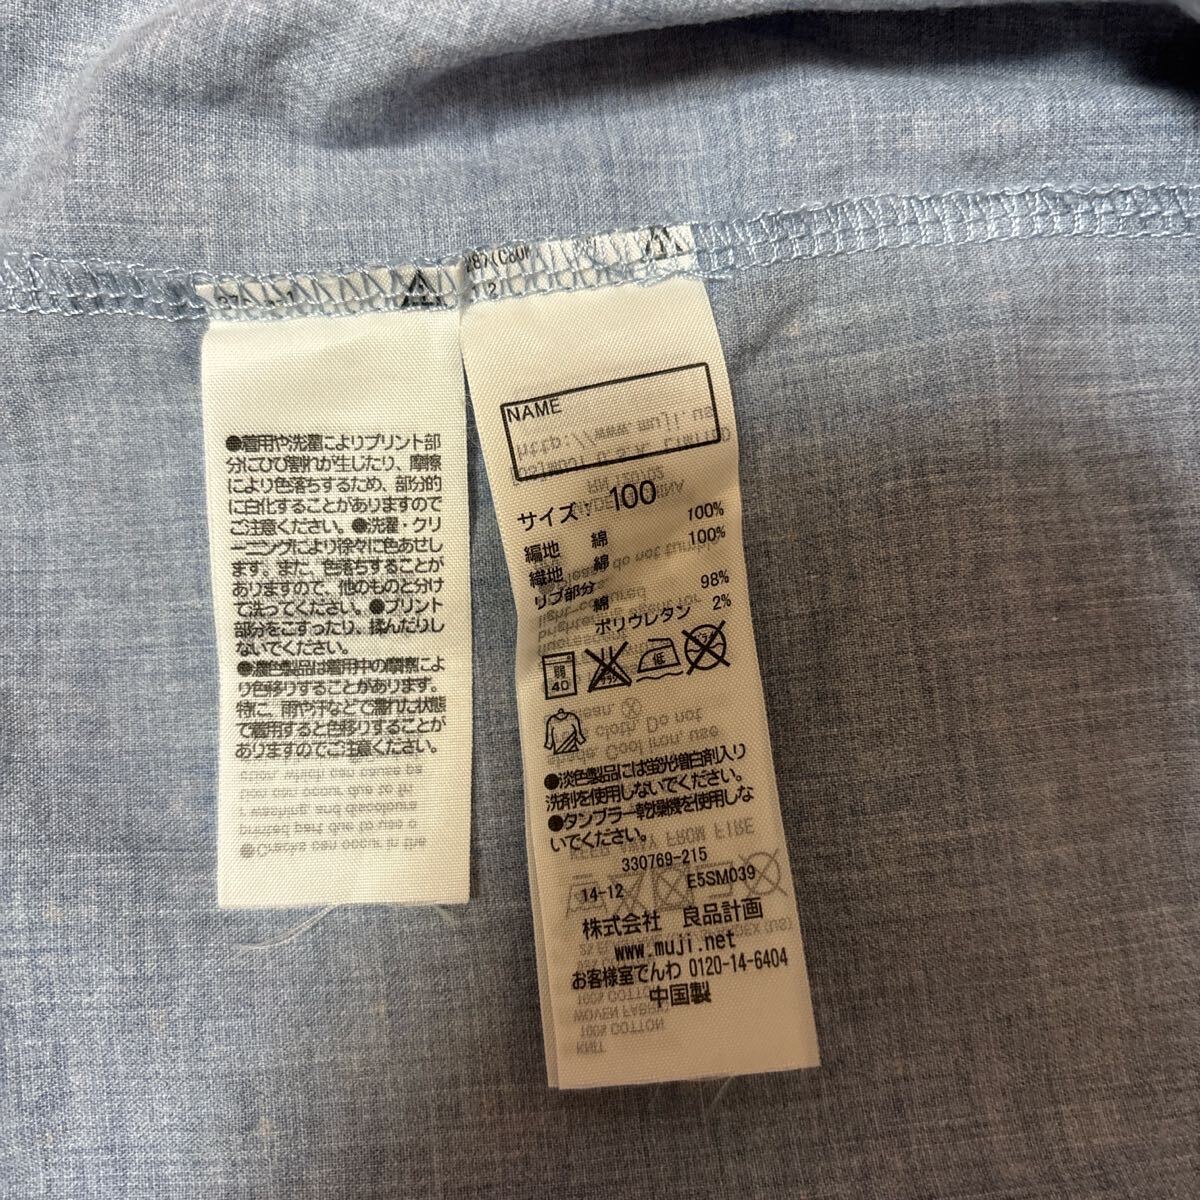 ●着用や洗濯によりプリント部
分にひび割れが生じたり、摩擦
により色落ちするため、部分的
に白化することがありますので
ご注意ください。●洗濯・クリ
ーニングにより徐々に色あせし
ます。また、色落ちすることが
ありますので、他のものと分け
て洗ってください。●プリント
部分をこすったり、揉んだりし
ないでください。
●濃色製品は着用中の摩擦によ
り色移りすることがあります。
特に、雨や汗などで濡れた状態
で着用すると色移りすることが
ありますのでご注意ください。
NAME
サイズ 100
編地 綿 100%
織地 綿 100%
リブ部分
綿 98%
ポリウレタン 2%
弱
40
低
●淡色製品には蛍光増白剤入り
洗剤を使用しないでください。
●タンブラー乾燥機を使用しな
いでください。
330769-215
14-12 E5SM039
株式会社 良品計画
www.muji.net
お客様室でんわ 0120-14-6404
中国製